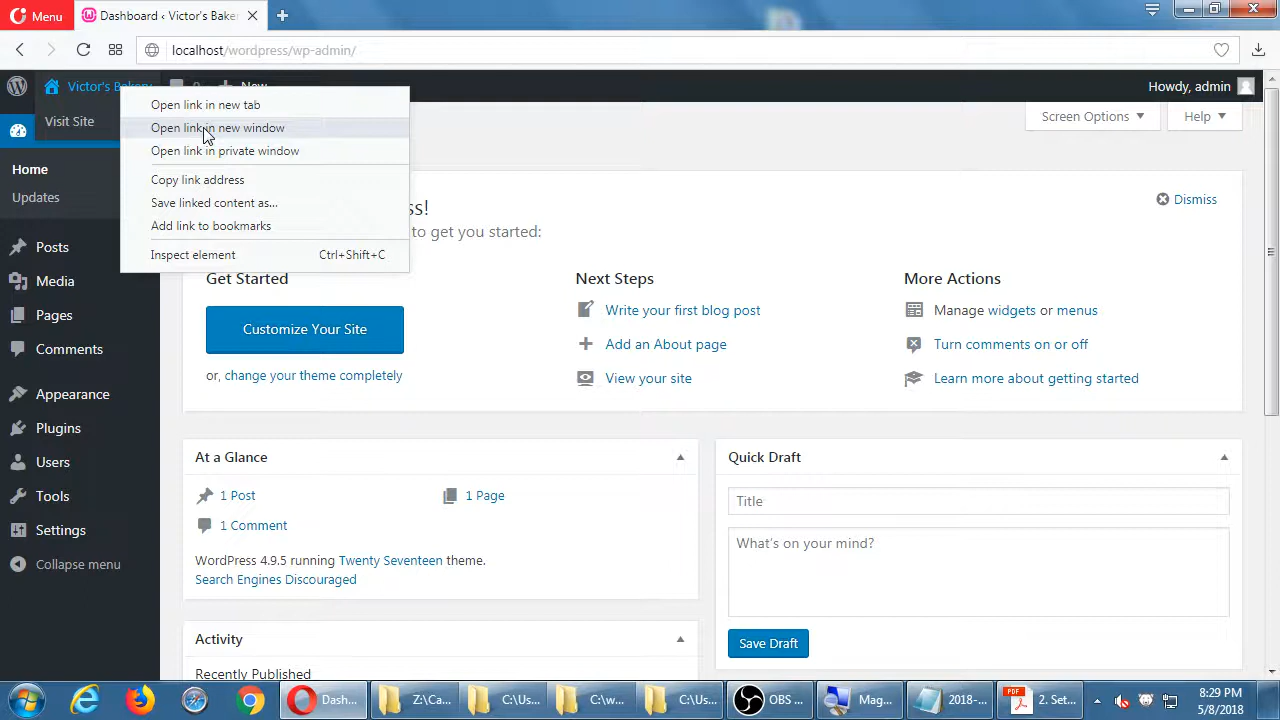 Menu
Dashboard ‹ Victor's Baker
localhost/wordpress/wp-admin/
Victor's Bakery
New
Howdy, admin
Open link in new tab
Open link in new window
Open link in private window
Copy link address
Save linked content as...
Add link to bookmarks
Inspect element Ctrl+Shift+C
Visit Site
Screen Options
Help
Home
Updates
Posts
Media
Pages
Comments
Appearance
Plugins
Users
Tools
Settings
Collapse menu
ss!
to get you started:
Dismiss
Get Started
Customize Your Site
or, change your theme completely
Next Steps
Write your first blog post
Add an About page
View your site
More Actions
Manage widgets or menus
Turn comments on or off
Learn more about getting started
At a Glance
1 Post
1 Page
1 Comment
WordPress 4.9.5 running Twenty Seventeen theme.
Search Engines Discouraged
Activity
Recently Published
Quick Draft
Title
What's on your mind?
Save Draft
Dash...
Z:\Ca...
C:\Us...
C:\w...
C:\Us...
OBS ...
Mag...
2018-...
2. Set...
8:29 PM
5/8/2018